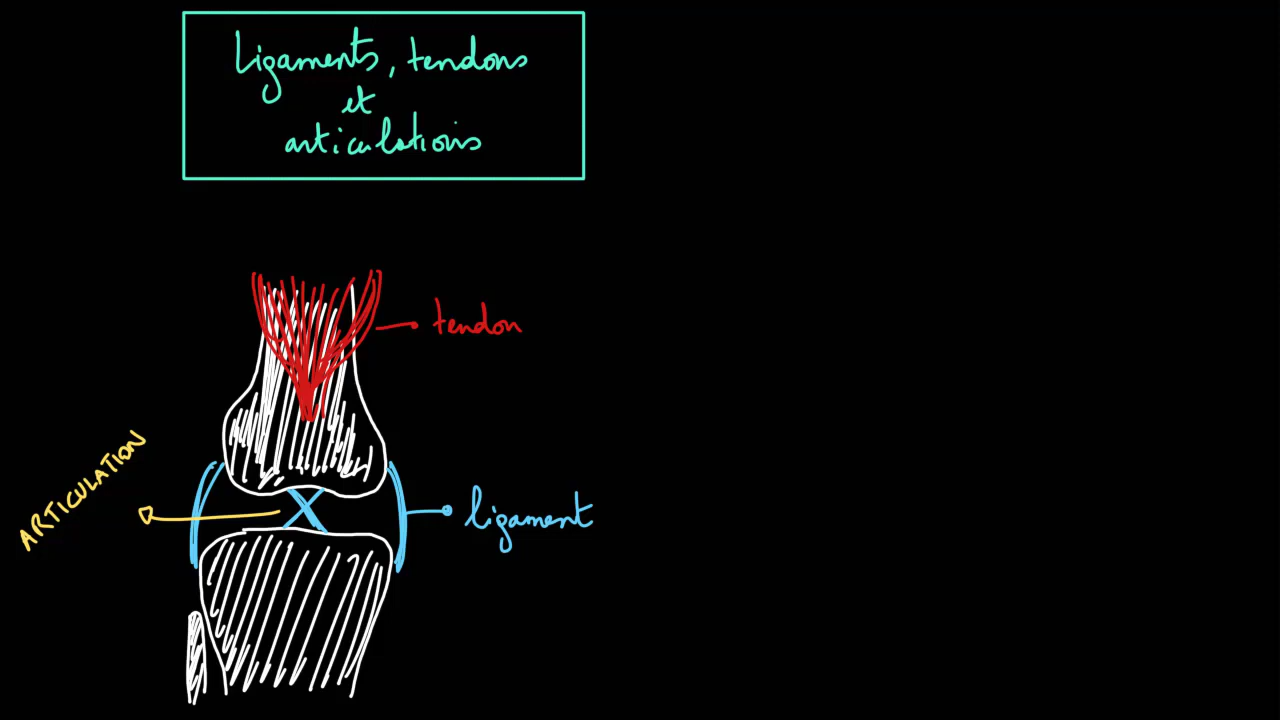 Ligaments, tendons
et
articulations
tendon
ARTICULATION
ligament